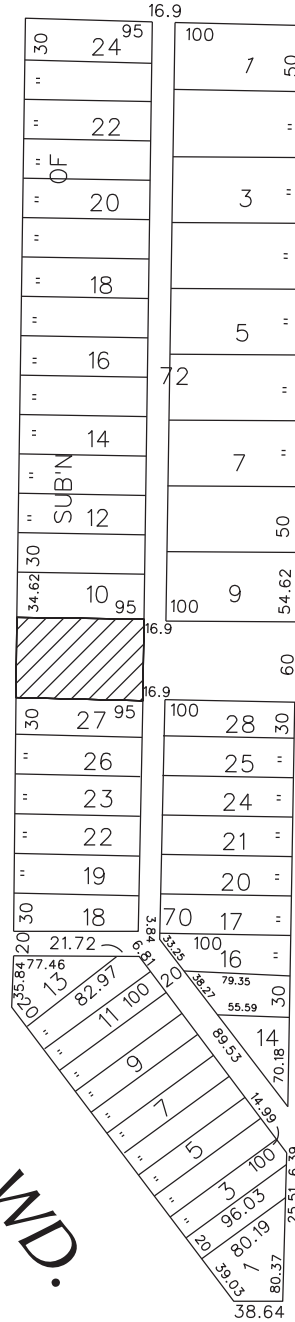 16.9
30 24 95 100 1 50
" 
" 22 "
" OF
" 20 3 "
"
" 18 "
" 5
" 16 72
" "
" 14 7 "
" SUB'N
" 12 50
30
34.62 10 95 100 9 54.62
16.9
60
16.9
30 27 95 100 28 30
" 26 25 "
" 23 24 "
" 22 21 "
" 19 20 "
30 18 3.84 70 17 "
20 21.72 6.81 33.25 100 16 "
35.84 77.46 20 38.27 79.35
20 13 82.97 55.59 30
" 11 100 89.53 14 70.18
" 9
" 7 14.99
" 5
" 3 100 6.39
" 96.03 25.51
20 80.19
39.03 1 80.37
38.64
WD.